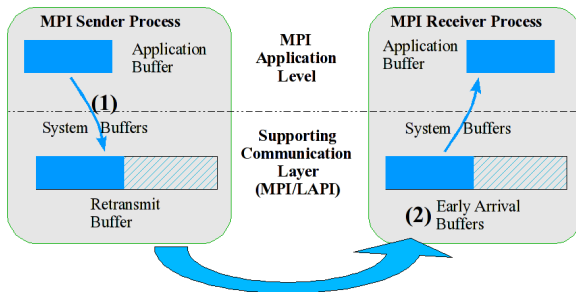 MPI Sender Process
Application
Buffer
(1)
System Buffers
Retransmit
Buffer
MPI
Application
Level
Supporting
Communication
Layer
(MPI/LAPI)
MPI Receiver Process
Application
Buffer
System Buffers
(2) Early Arrival
Buffers